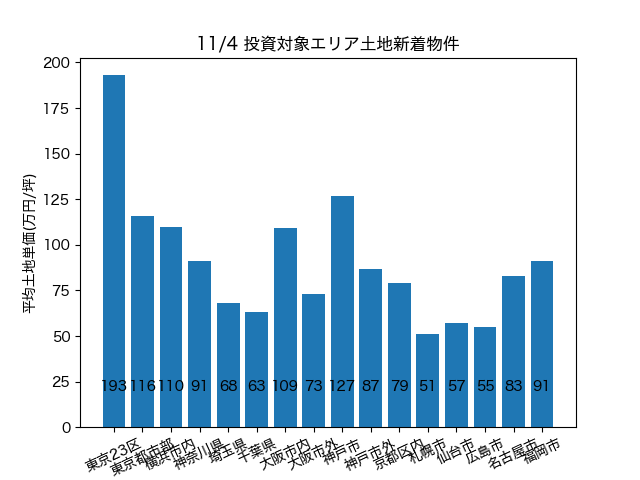 11/4 投資対象エリア土地新着物件
平均土地単価(万円/坪)
200
175
150
125
100
75
50
25
0
193 116 110 91 68 63 109 73 127 87 79 51 57 55 83 91
東京23区 東京都市部 横浜市内 神奈川県 埼玉県 千葉県 大阪市内 大阪市外 神戸市 神戸市外 京都区内 札幌市 仙台市 広島市 名古屋市 福岡市